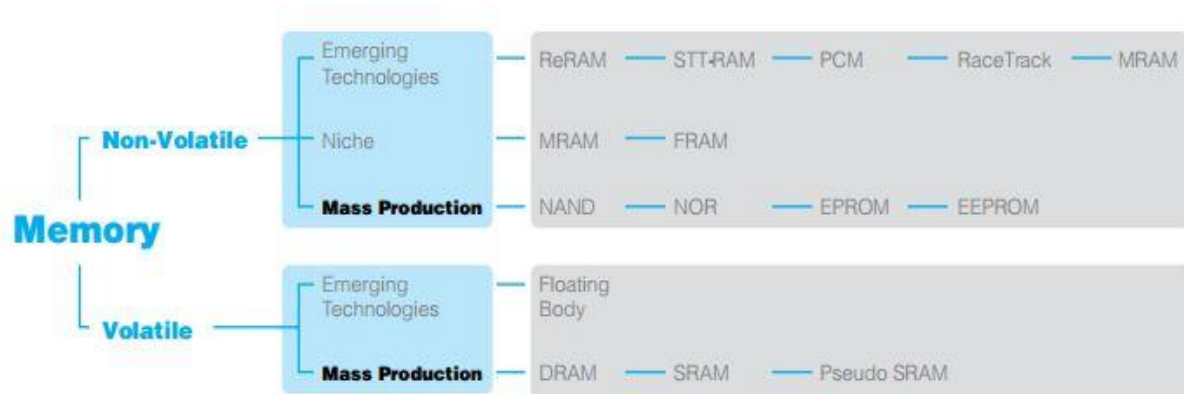 Emerging
Technologies
ReRAM STT-RAM PCM RaceTrack MRAM
Non-Volatile Niche MRAM FRAM
Mass Production NAND NOR EPROM EEPROM
Memory
Emerging
Technologies
Floating
Body
Volatile
Mass Production DRAM SRAM Pseudo SRAM